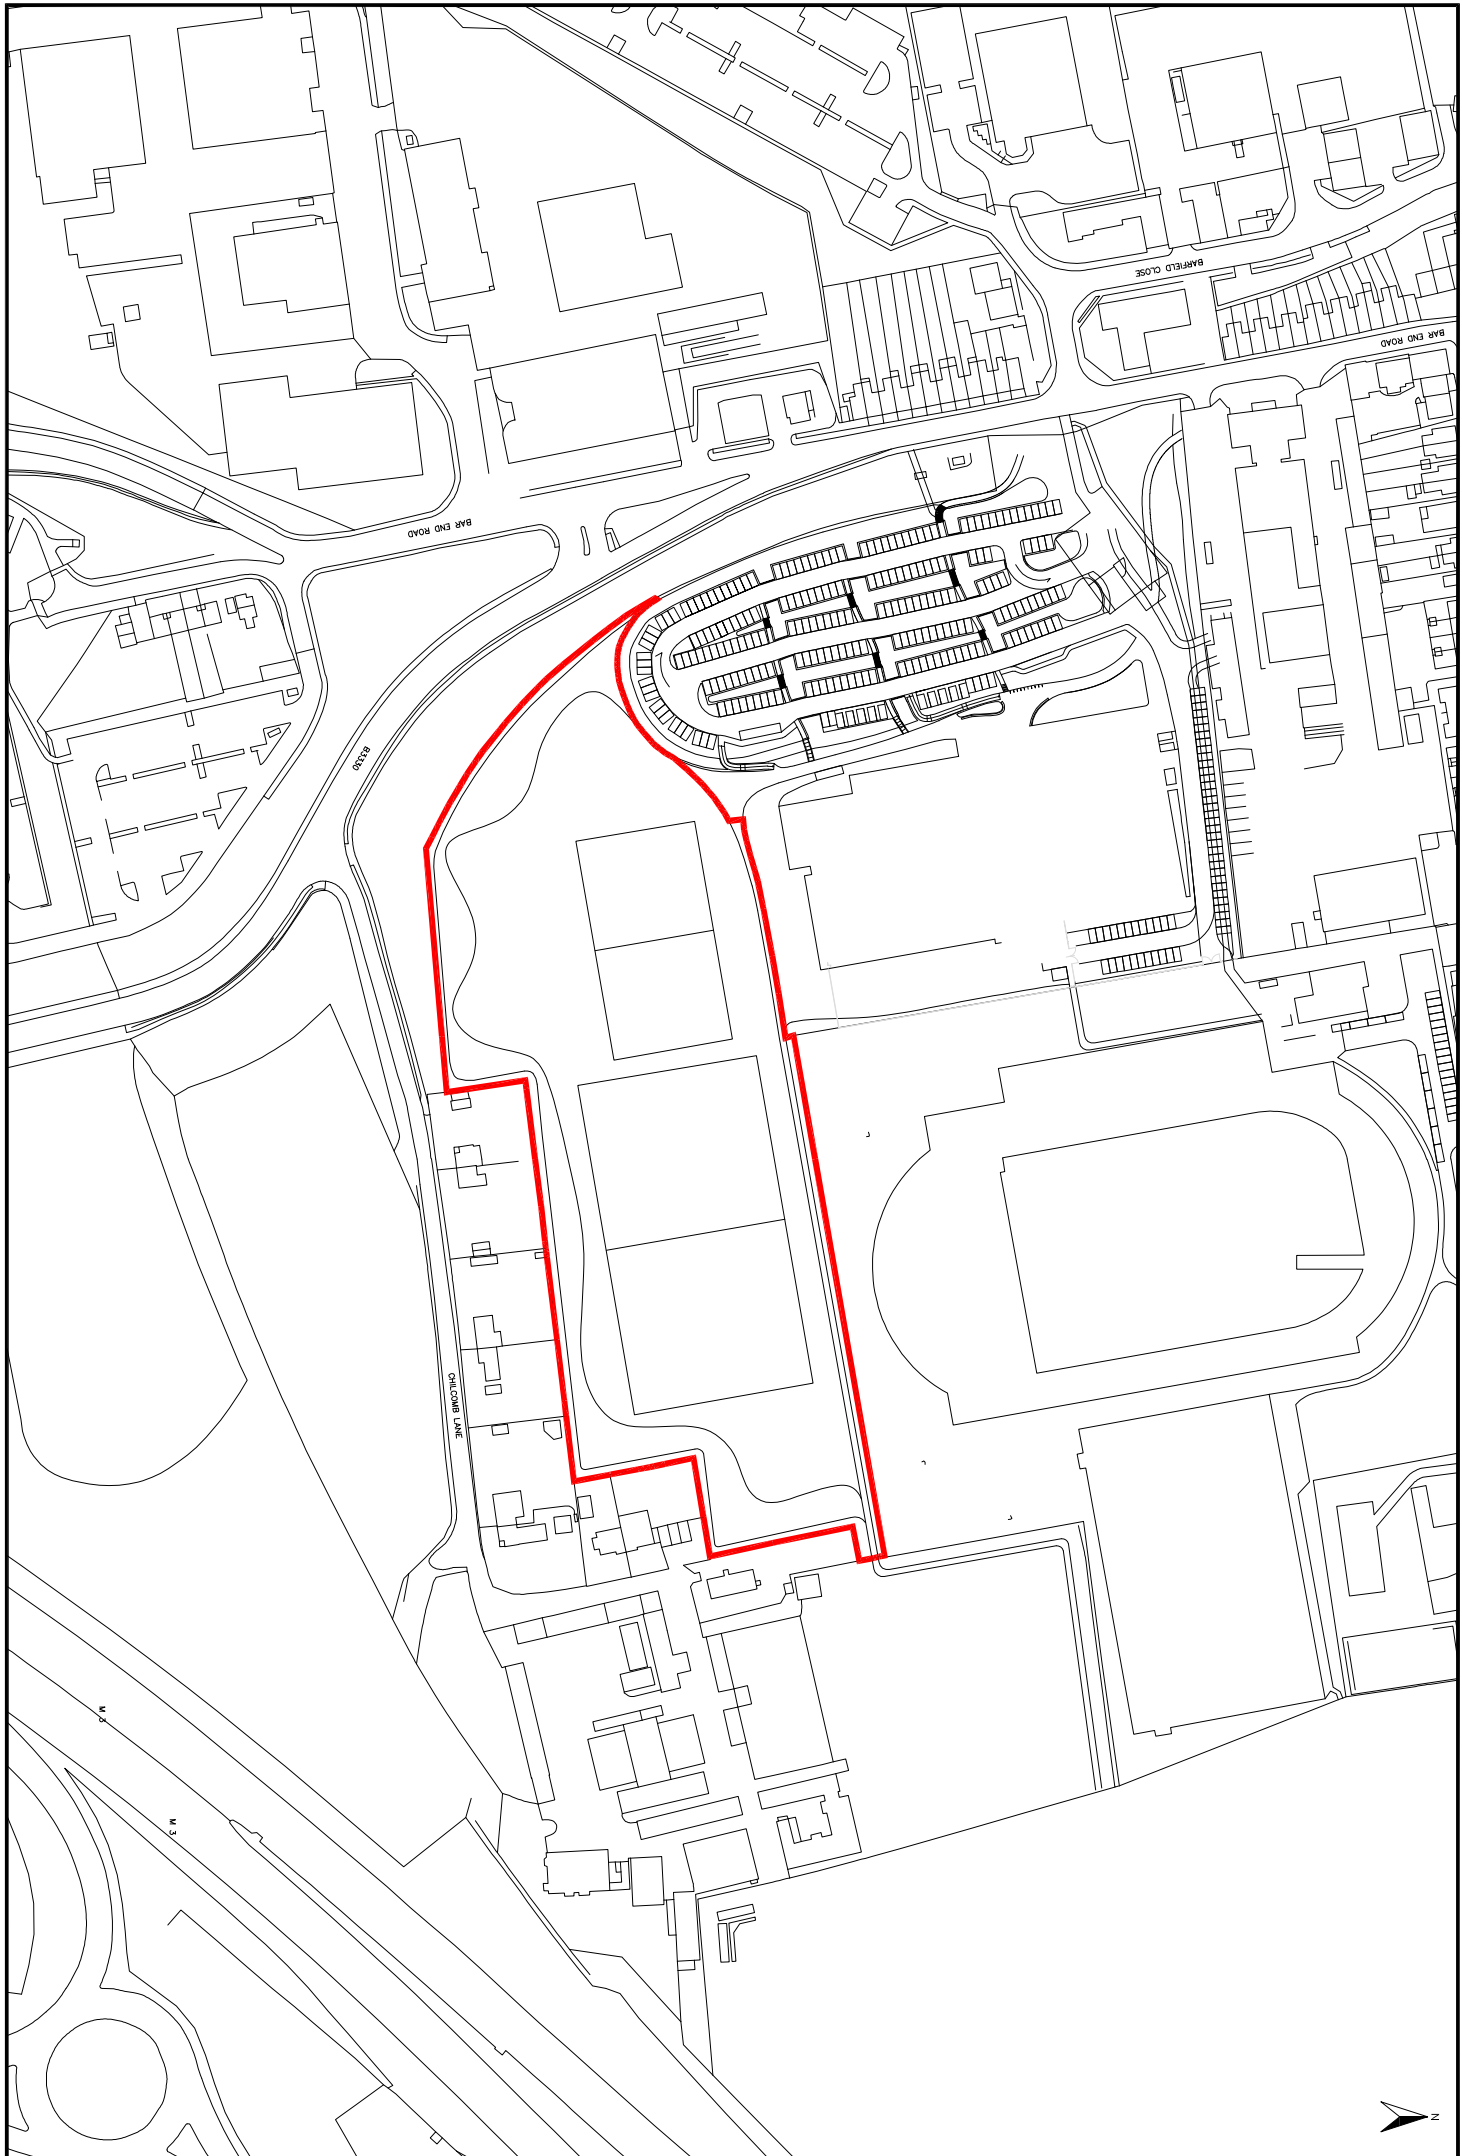 BARFIELD CLOSE
BAR END ROAD
BAR END ROAD
B3330
CHILCOMB LANE
M 3
M 3
N